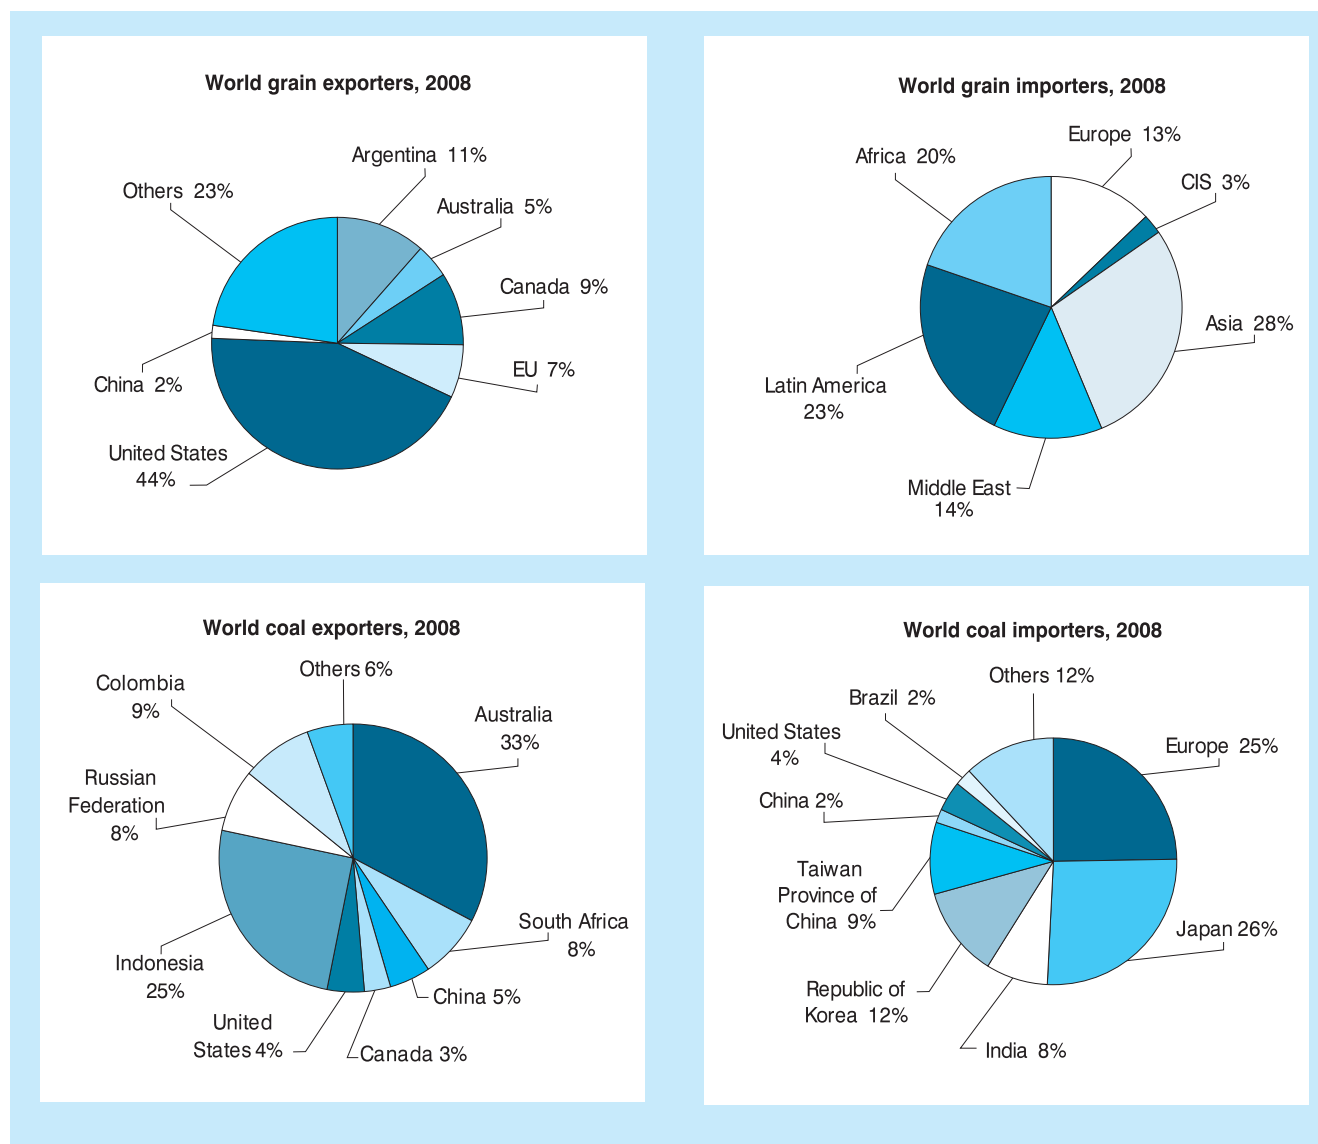 World grain exporters, 2008
Argentina 11%
Others 23%
Australia 5%
Canada 9%
EU 7%
China 2%
United States
44%
World grain importers, 2008
Europe 13%
Africa 20%
CIS 3%
Asia 28%
Latin America
23%
Middle East
14%
World coal exporters, 2008
Others 6%
Colombia
9%
Australia
33%
Russian
Federation
8%
South Africa
8%
Indonesia
25%
China 5%
United
States 4%
Canada 3%
World coal importers, 2008
Others 12%
Brazil 2%
United States
4%
Europe 25%
China 2%
Taiwan
Province of
China 9%
Japan 26%
Republic of
Korea 12%
India 8%